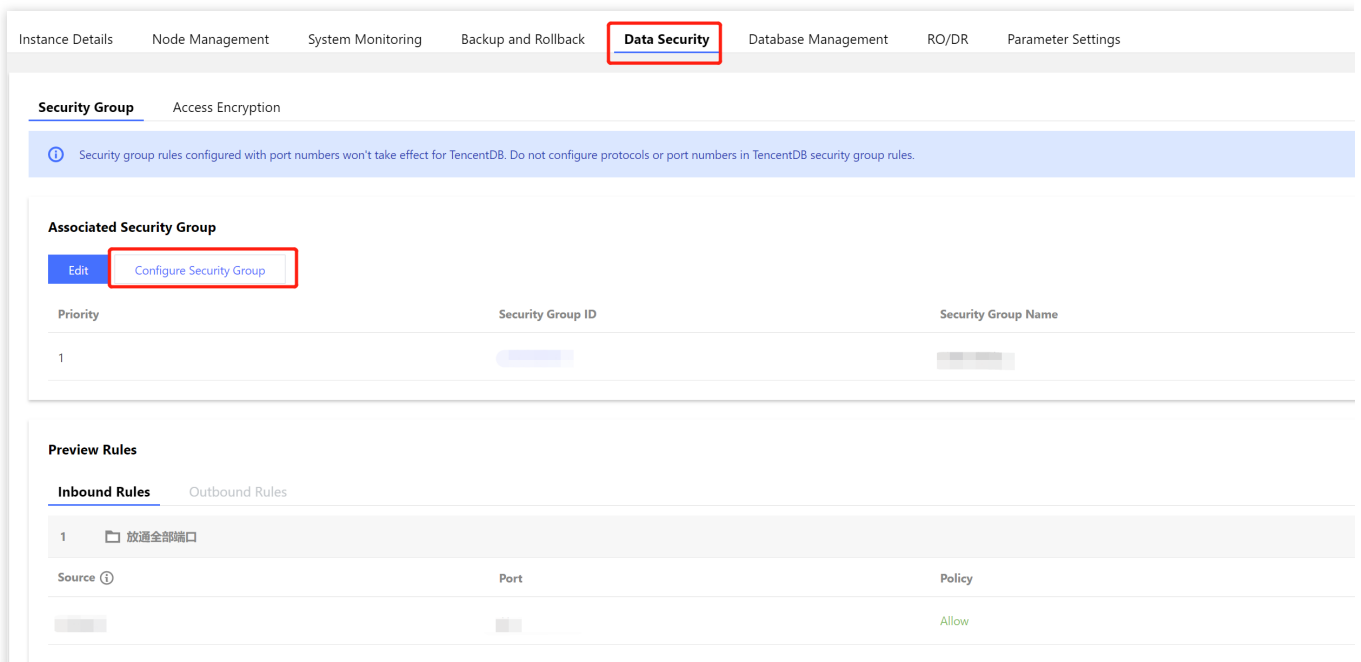 Instance Details Node Management System Monitoring Backup and Rollback Data Security Database Management RO/DR Parameter Settings
Security Group Access Encryption
Security group rules configured with port numbers won't take effect for TencentDB. Do not configure protocols or port numbers in TencentDB security group rules.
Associated Security Group
Edit Configure Security Group
Priority Security Group ID Security Group Name
1
Preview Rules
Inbound Rules Outbound Rules
1 放通全部端口
Source Port Policy
Allow